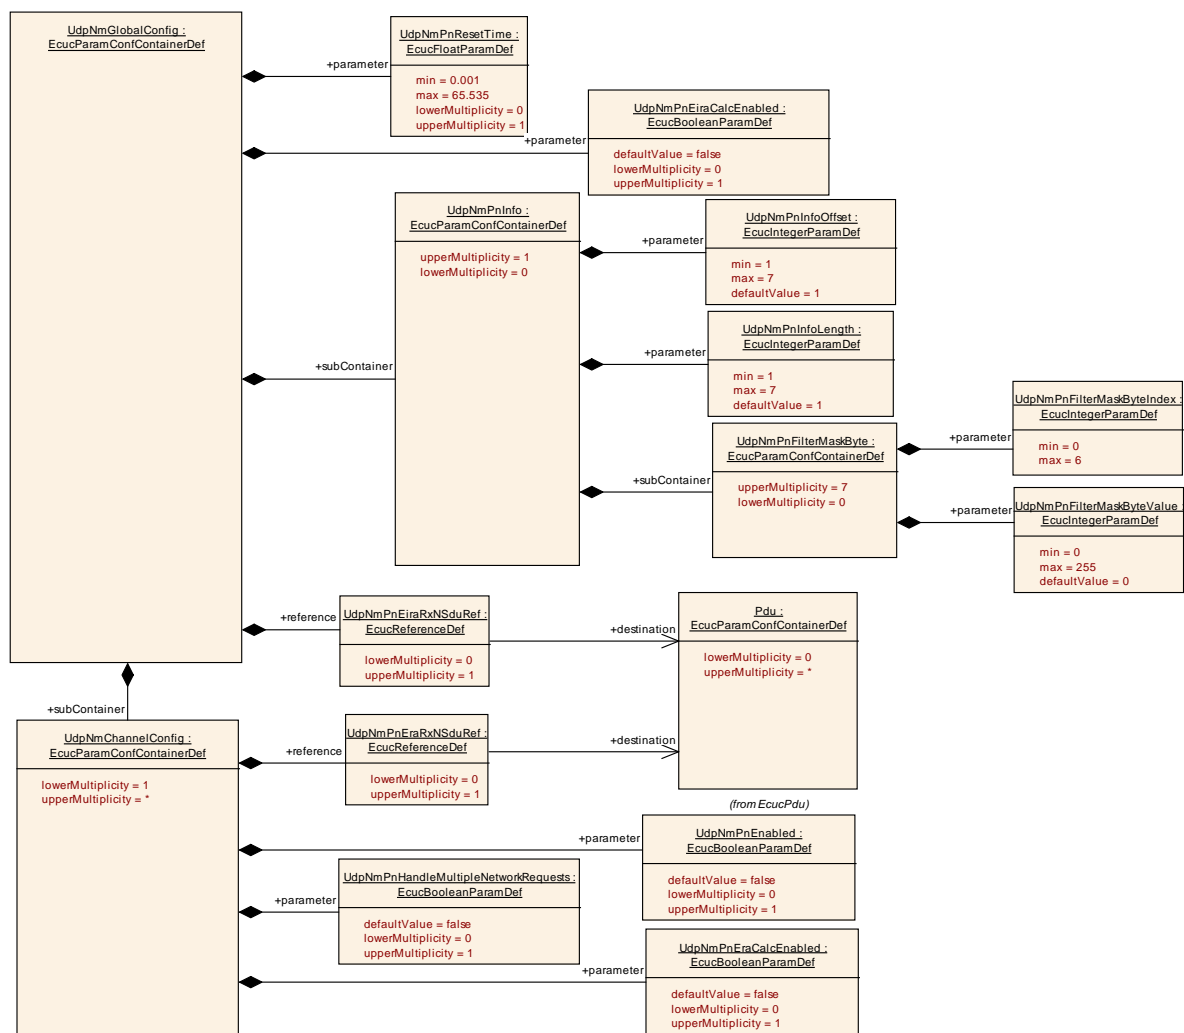 UdpNmGlobalConfig :
EcucParamConfContainerDef
+parameter
UdpNmPnResetTime :
EcucFloatParamDef
min = 0.001
max = 65.535
lowerMultiplicity = 0
upperMultiplicity = 1
+parameter
UdpNmPnEiraCalcEnabled :
EcucBooleanParamDef
defaultValue = false
lowerMultiplicity = 0
upperMultiplicity = 1
+subContainer
UdpNmPnInfo :
EcucParamConfContainerDef
upperMultiplicity = 1
lowerMultiplicity = 0
+parameter
UdpNmPnInfoOffset :
EcucIntegerParamDef
min = 1
max = 7
defaultValue = 1
+parameter
UdpNmPnInfoLength :
EcucIntegerParamDef
min = 1
max = 7
defaultValue = 1
+subContainer
UdpNmPnFilterMaskByte :
EcucParamConfContainerDef
upperMultiplicity = 7
lowerMultiplicity = 0
+parameter
UdpNmPnFilterMaskByteIndex :
EcucIntegerParamDef
min = 0
max = 6
+parameter
UdpNmPnFilterMaskByteValue :
EcucIntegerParamDef
min = 0
max = 255
defaultValue = 0
+reference
UdpNmPnEiraRxNSduRef :
EcucReferenceDef
lowerMultiplicity = 0
upperMultiplicity = 1
+destination
Pdu :
EcucParamConfContainerDef
lowerMultiplicity = 0
upperMultiplicity = *
(from EcucPdu)
+subContainer
UdpNmChannelConfig :
EcucParamConfContainerDef
lowerMultiplicity = 1
upperMultiplicity = *
+reference
UdpNmPnEraRxNSduRef :
EcucReferenceDef
lowerMultiplicity = 0
upperMultiplicity = 1
+destination
+parameter
UdpNmPnEnabled :
EcucBooleanParamDef
defaultValue = false
lowerMultiplicity = 0
upperMultiplicity = 1
+parameter
UdpNmPnHandleMultipleNetworkRequests :
EcucBooleanParamDef
defaultValue = false
lowerMultiplicity = 0
upperMultiplicity = 1
+parameter
UdpNmPnEraCalcEnabled :
EcucBooleanParamDef
defaultValue = false
lowerMultiplicity = 0
upperMultiplicity = 1